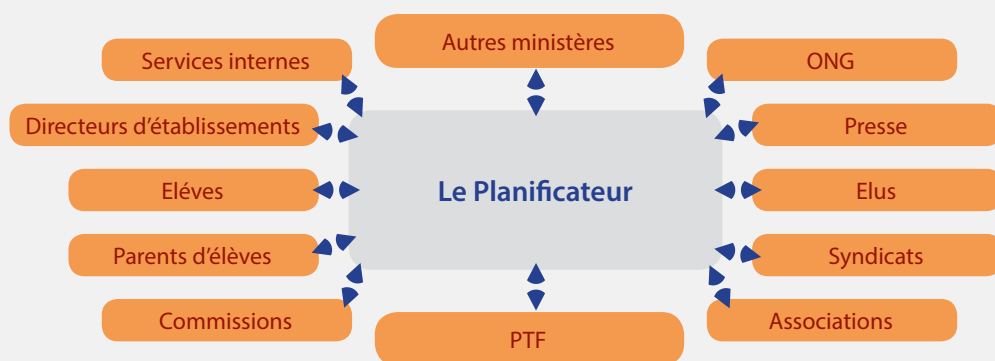 Autres ministères
Services internes
ONG
Directeurs d'établissements
Presse
Eléves
Le Planificateur
Elus
Parents d'élèves
Syndicats
Commissions
Associations
PTF